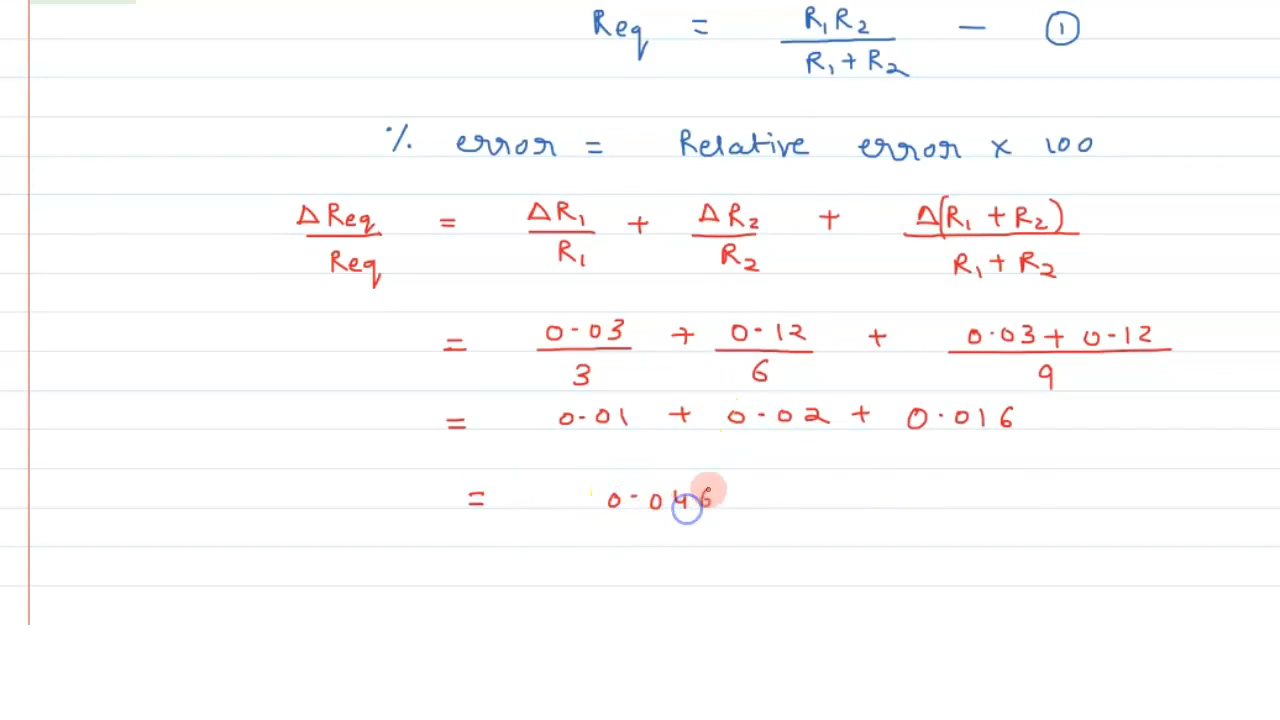 Req = R₁R₂ / R₁ + R₂ — ①
% error = Relative error × 100
Δ Req / Req = ΔR₁ / R₁ + ΔR₂ / R₂ + Δ(R₁ + R₂) / R₁ + R₂
= 0.03 / 3 + 0.12 / 6 + 0.03 + 0.12 / 9
= 0.01 + 0.02 + 0.016
= 0.046